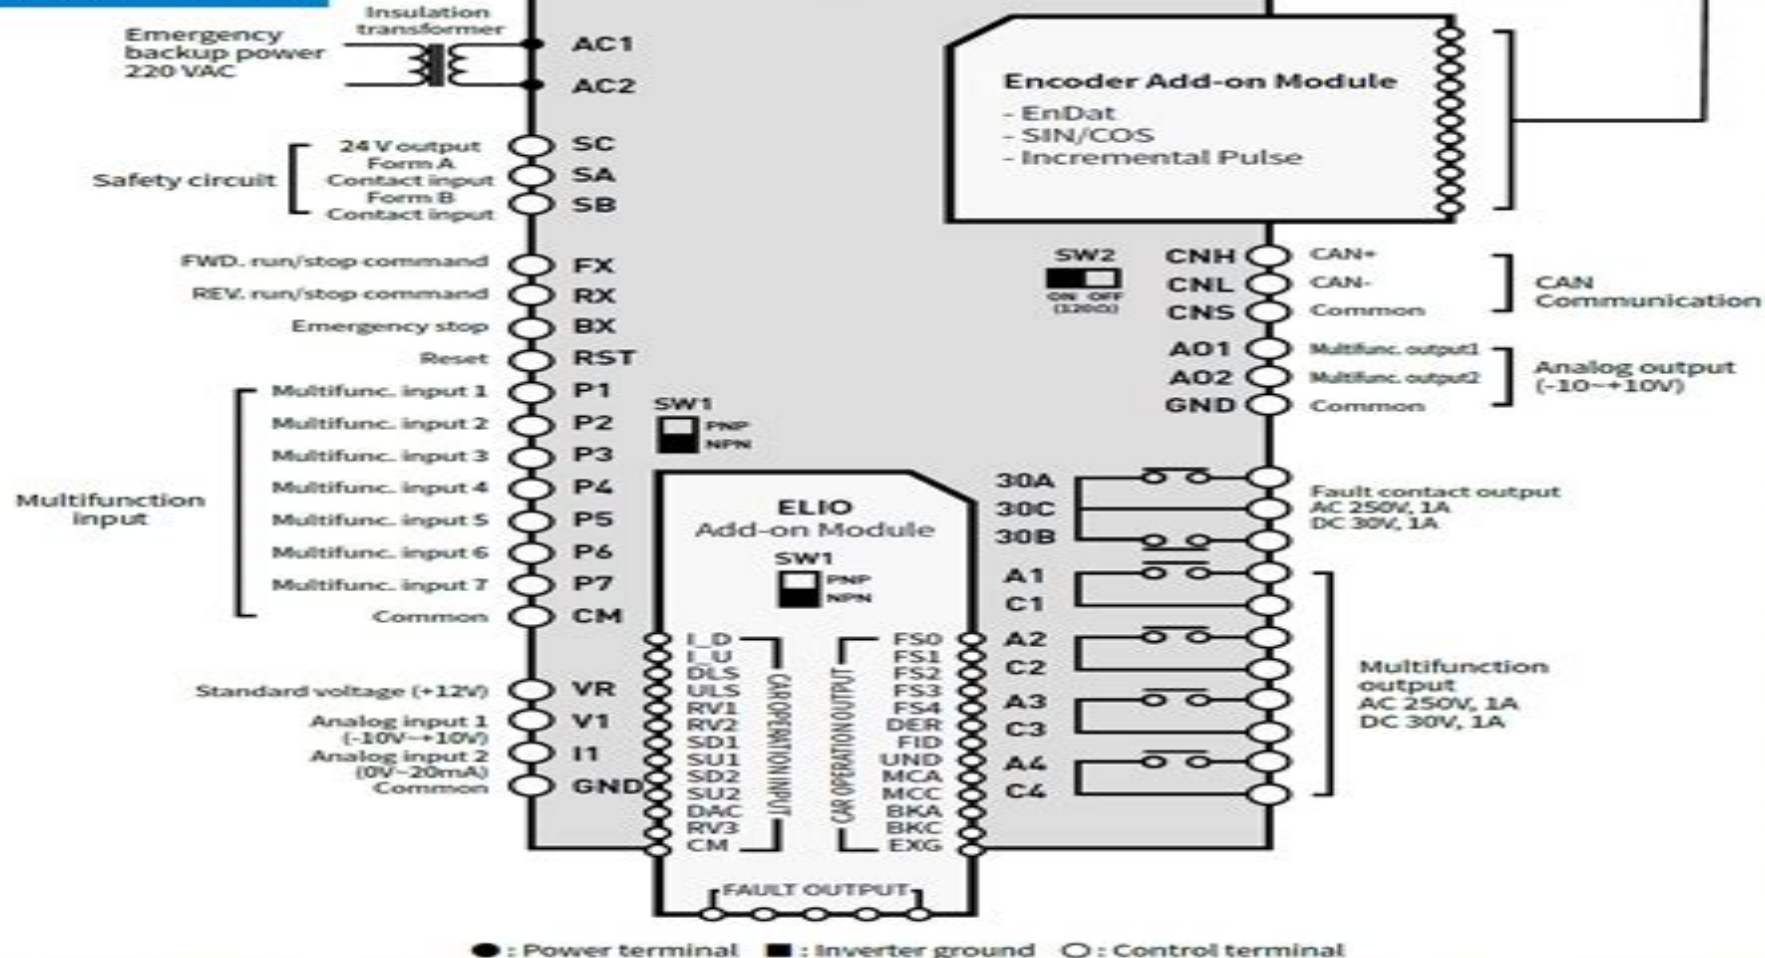 Insulation
transformer
Emergency
backup power
220 VAC
AC1
AC2
Safety circuit
24 V output
Form A
Contact input
Form B
Contact input
SC
SA
SB
FWD. run/stop command FX
REV. run/stop command RX
Emergency stop BX
Reset RST
Multifunction
input
Multifunc. input 1 P1
Multifunc. input 2 P2
Multifunc. input 3 P3
Multifunc. input 4 P4
Multifunc. input 5 P5
Multifunc. input 6 P6
Multifunc. input 7 P7
Common CM
Standard voltage (+12V) VR
Analog input 1 V1
(-10V~+10V)
Analog input 2 I1
(0V~20mA)
Common GND
SW1
PNP
NPN
Encoder Add-on Module
- EnDat
- SIN/COS
- Incremental Pulse
SW2
ON OFF
(120Ω)
CNH CAN+
CNL CAN-
CNS Common
CAN
Communication
AO1 Multifunc. output1
AO2 Multifunc. output2
GND Common
Analog output
(-10~+10V)
30A
30C
30B
Fault contact output
AC 250V, 1A
DC 30V, 1A
A1
C1
A2
C2
A3
C3
A4
C4
Multifunction
output
AC 250V, 1A
DC 30V, 1A
ELIO
Add-on Module
SW1
PNP
NPN
I_D
I_U
DLS
ULS
RV1
RV2
SD1
SU1
SD2
SU2
DAC
RV3
CM
CAR OPERATION INPUT
CAR OPERATION OUTPUT
FS0
FS1
FS2
FS3
FS4
DER
FID
UND
MCA
MCC
BKA
BKC
EXG
FAULT OUTPUT
: Power terminal : Inverter ground : Control terminal